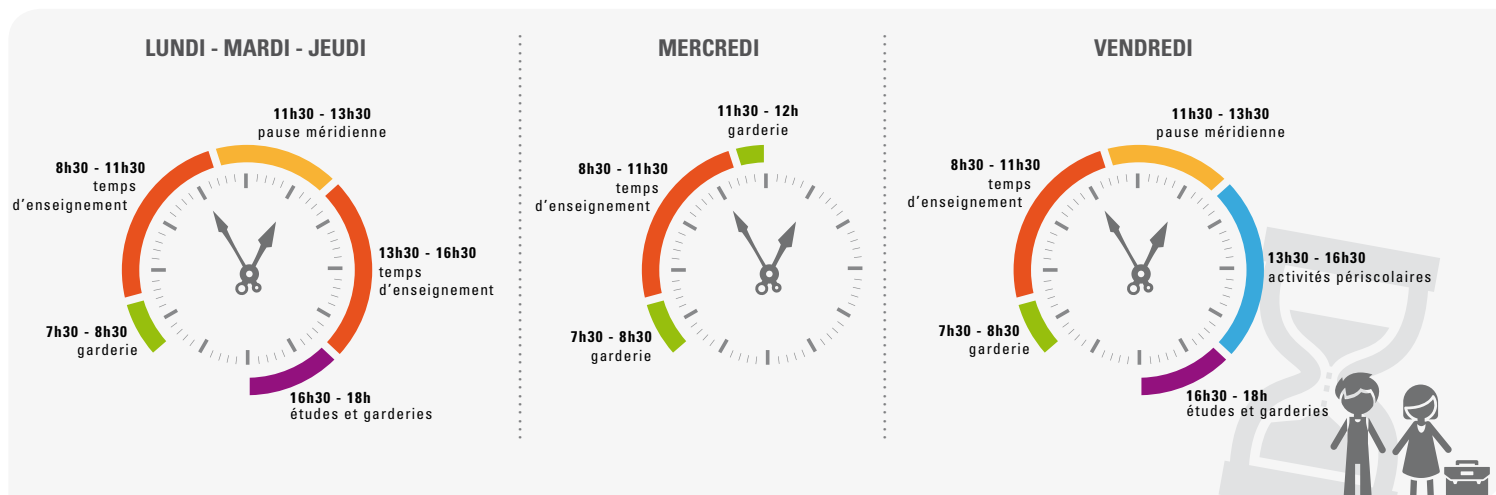 LUNDI - MARDI - JEUDI
11h30 - 13h30
pause méridienne
8h30 - 11h30
temps
d'enseignement
13h30 - 16h30
temps
d'enseignement
7h30 - 8h30
garderie
16h30 - 18h
études et garderies
MERCREDI
11h30 - 12h
garderie
8h30 - 11h30
temps
d'enseignement
7h30 - 8h30
garderie
VENDREDI
11h30 - 13h30
pause méridienne
8h30 - 11h30
temps
d'enseignement
13h30 - 16h30
activités périscolaires
7h30 - 8h30
garderie
16h30 - 18h
études et garderies